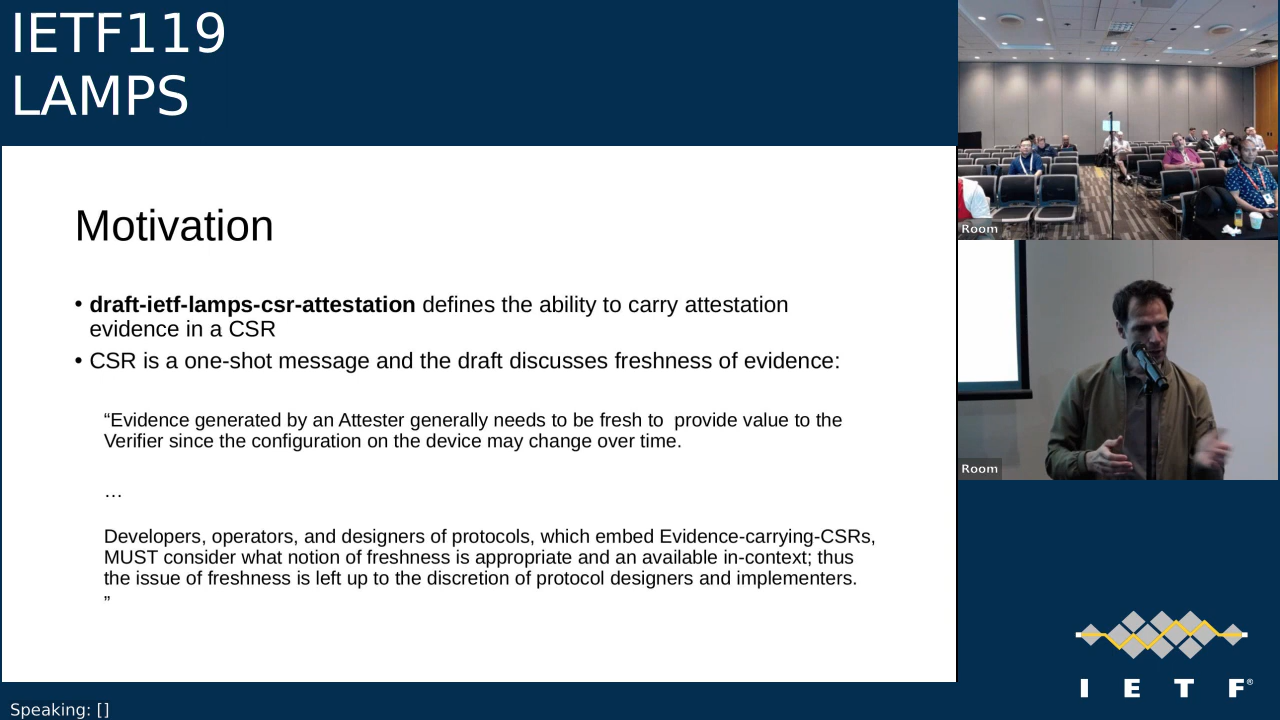 IETF119
LAMPS
Motivation
• draft-ietf-lamps-csr-attestation defines the ability to carry attestation
evidence in a CSR
• CSR is a one-shot message and the draft discusses freshness of evidence:
“Evidence generated by an Attester generally needs to be fresh to  provide value to the
Verifier since the configuration on the device may change over time.
…
Developers, operators, and designers of protocols, which embed Evidence-carrying-CSRs,
MUST consider what notion of freshness is appropriate and an available in-context; thus
the issue of freshness is left up to the discretion of protocol designers and implementers.
”
Room
Room
I E T F®
Speaking: []